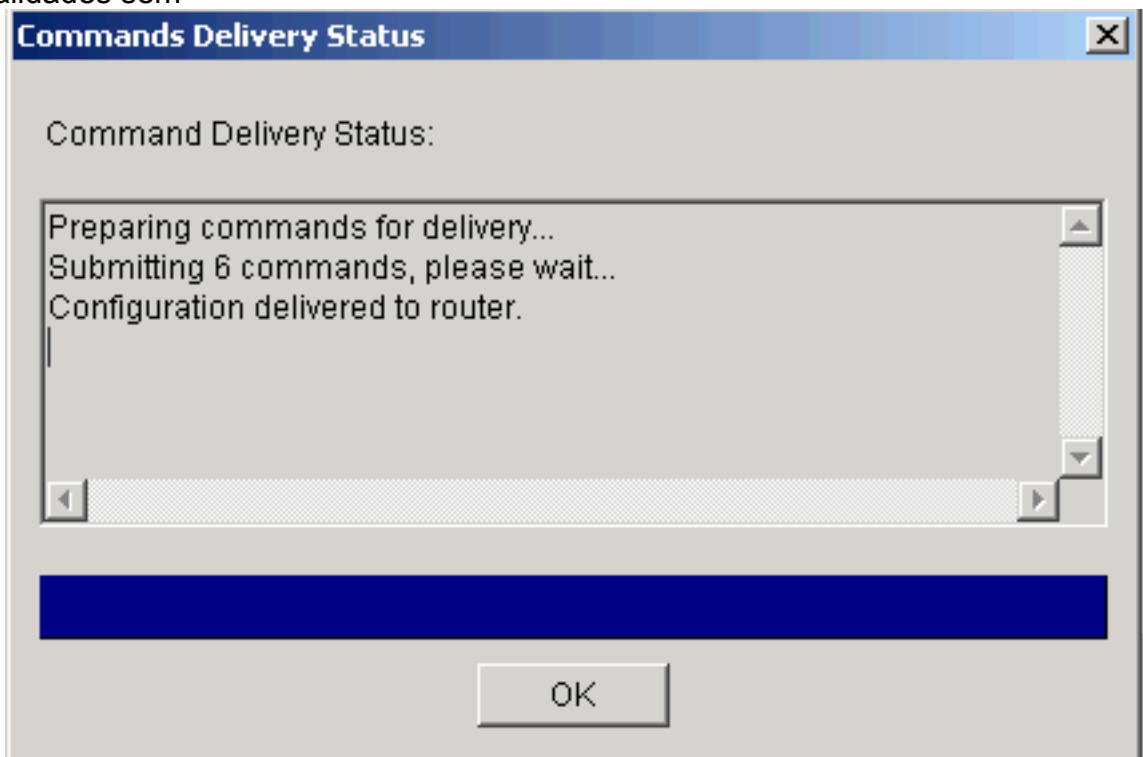 Commands Delivery Status
Command Delivery Status:
Preparing commands for delivery...
Submitting 6 commands, please wait...
Configuration delivered to router.
OK